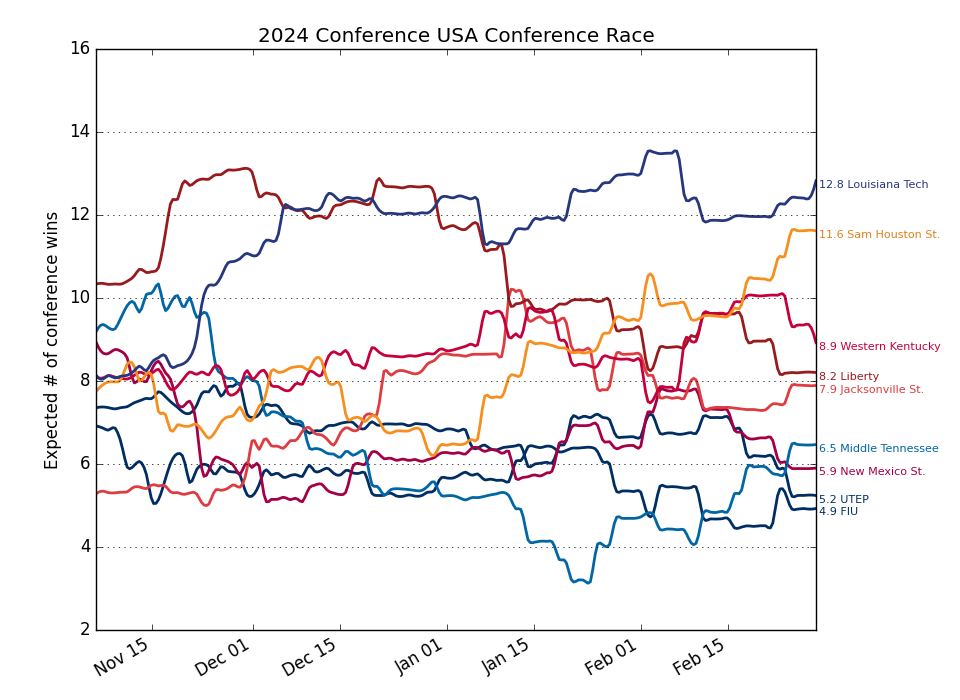 2024 Conference USA Conference Race
Expected # of conference wins
16
14
12
10
8
6
4
2
Nov 15
Dec 01
Dec 15
Jan 01
Jan 15
Feb 01
Feb 15
12.8 Louisiana Tech
11.6 Sam Houston St.
8.9 Western Kentucky
8.2 Liberty
7.9 Jacksonville St.
6.5 Middle Tennessee
5.9 New Mexico St.
5.2 UTEP
4.9 FIU